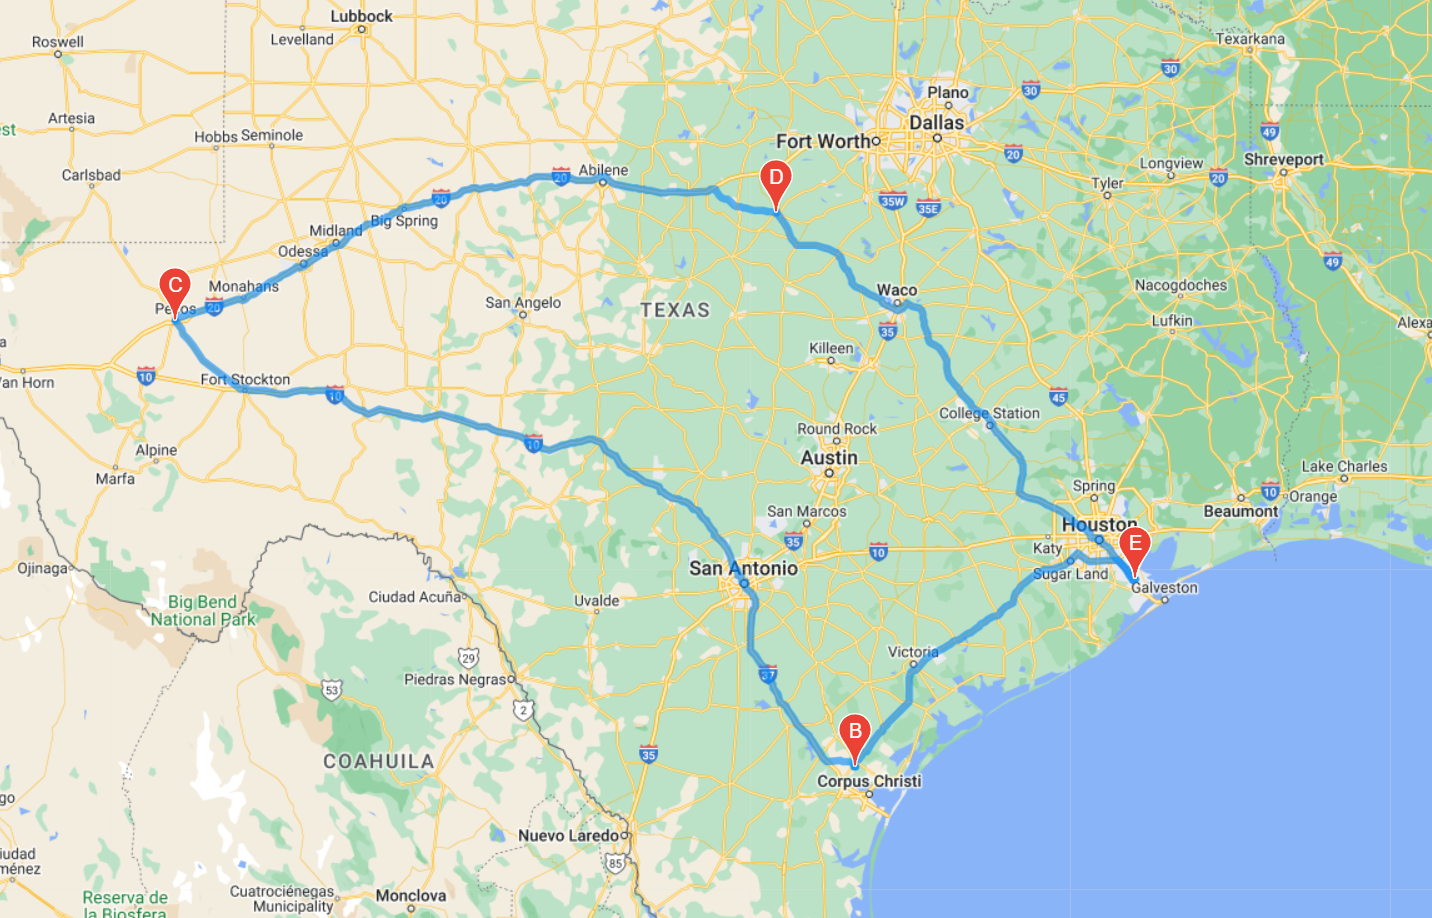 Lubbock
Levelland
Roswell
Texarkana
30
Plano
30
Artesia
Dallas
49
Hobbs
Seminole
est
Fort Worth
20
Longview
Shreveport
Carlsbad
Abilene
D
20
20
Tyler
20
35W
35E
Big Spring
Midland
Odessa
49
C
Monahans
Waco
Nacogdoches
20
San Angelo
TEXAS
Lufkin
Alexa
35
a
Killeen
Van Horn
10
Fort Stockton
10
45
College Station
Round Rock
10
Alpine
Austin
Marfa
Lake Charles
Spring
10
Orange
San Marcos
Beaumont
Houston
35
10
Katy
E
Ojinaga
San Antonio
Sugar Land
Galveston
Big Bend
National Park
Ciudad Acuña
Uvalde
29
Victoria
37
Piedras Negras
53
2
B
35
COAHUILA
Corpus Christi
go
Nuevo Laredo
85
iudad
ménez
Reserva de
la Biosfera
Cuatrociénegas
Municipality
Monclova